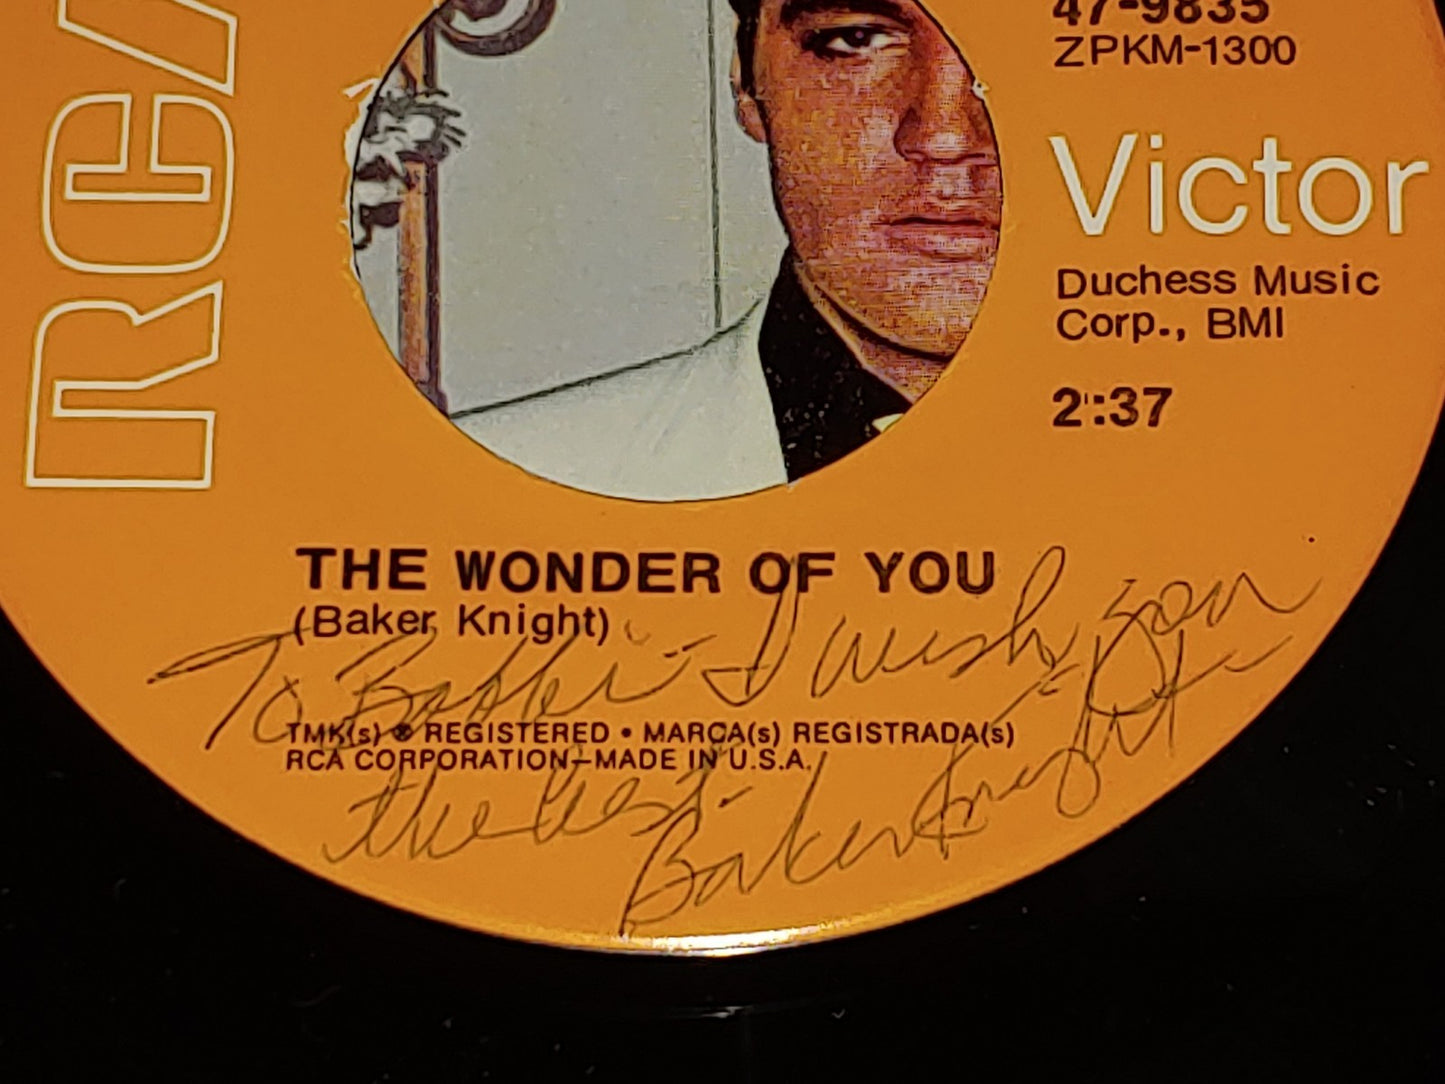 RCA
47-9835
ZPKM-1300
Victor
Duchess Music
Corp., BMI
2:37
THE WONDER OF YOU
(Baker Knight)
To Bobbi - I wish you
TMK(s) ® REGISTERED • MARCA(s) REGISTRADA(s)
RCA CORPORATION—MADE IN U.S.A.
the best.
Baker Knight